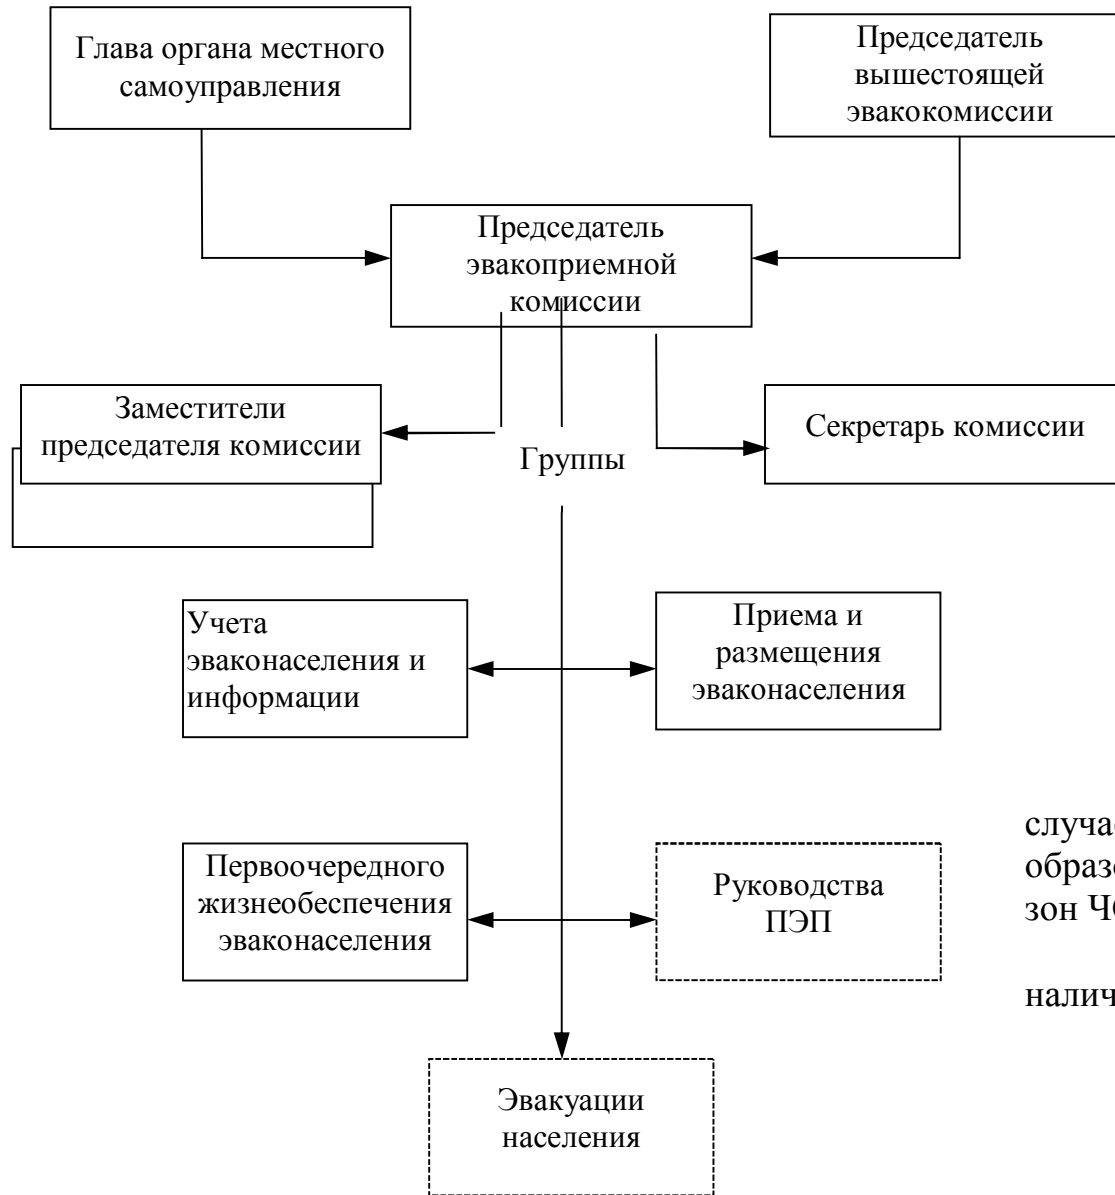 Глава органа местного
самоуправления
Председатель
вышестоящей
эвакокомиссии
Председатель
эвакоприемной
комиссии
Заместители
председателя комиссии
Секретарь комиссии
Группы
Учета
эваконаселения и
информации
Приема и
размещения
эваконаселения
Первоочередного
жизнеобеспечения
эваконаселения
Руководства
ПЭП
зон
Эвакуации
населения